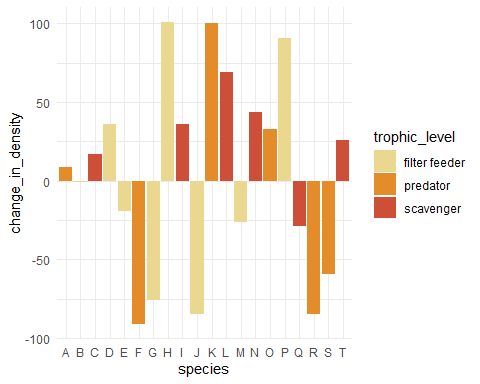 100
50
0
-50
-100
change_in_density
A B C D E F G H I J K L M N O P Q R S T
species
trophic_level
filter feeder
predator
scavenger